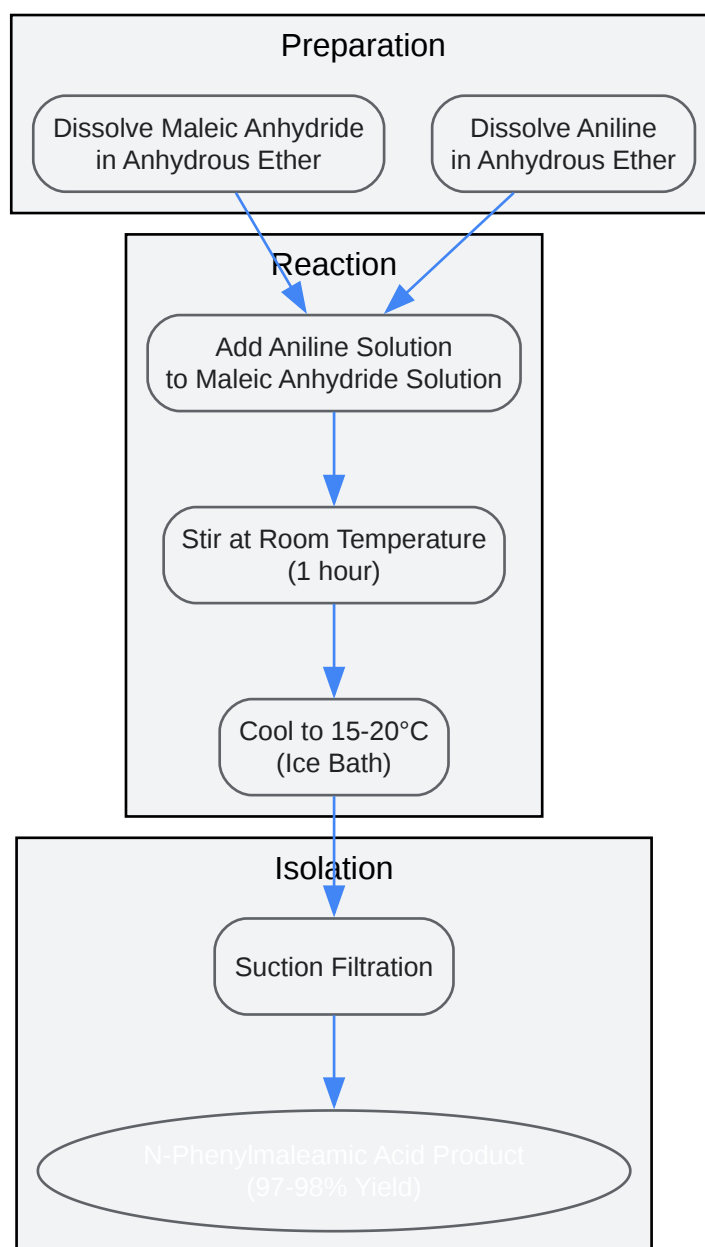 Preparation
Dissolve Maleic Anhydride
in Anhydrous Ether
Dissolve Aniline
in Anhydrous Ether
Reaction
Add Aniline Solution
to Maleic Anhydride Solution
Stir at Room Temperature
(1 hour)
Cool to 15-20°C
(Ice Bath)
Isolation
Suction Filtration
N-Phenylmaleamic Acid Product
(97-98% Yield)